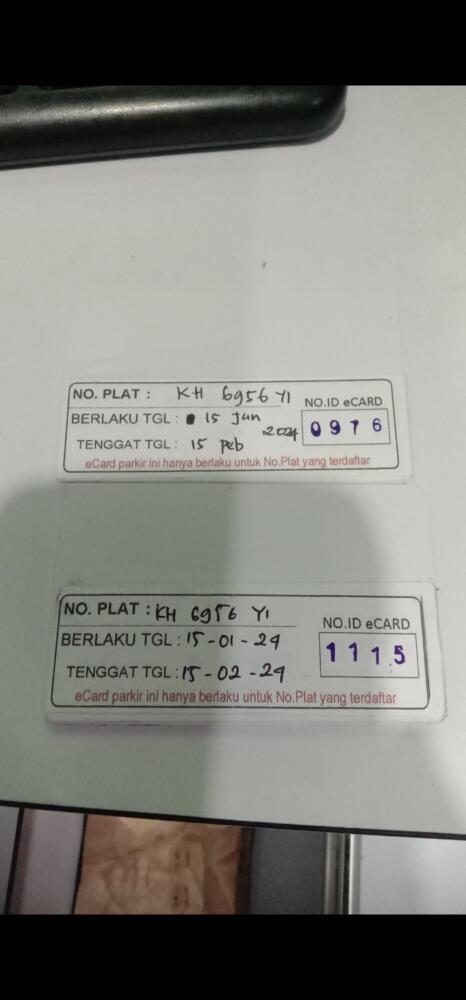 NO. PLAT : KH 6956 YI
NO.ID eCARD
BERLAKU TGL : 15 Jun
2024
0976
TENGGAT TGL : 15 peb
eCard parkir ini hanya berlaku untuk No.Plat yang terdaftar
NO. PLAT : KH 6956 YI
NO.ID eCARD
BERLAKU TGL : 15-01-24
1115
TENGGAT TGL : 15-02-24
eCard parkir ini hanya berlaku untuk No.Plat yang terdaftar